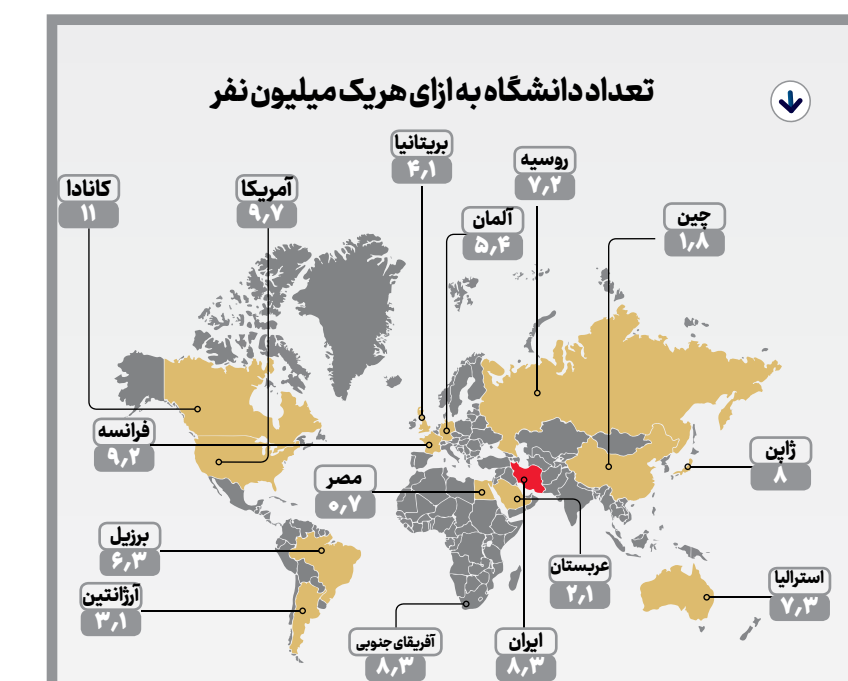 تعداد دانشگاه به ازای هر یک میلیون نفر
بریتانیا
۴٫۱
روسیه
۷٫۲
کانادا
۱۱
آمریکا
۹٫۷
آلمان
۵٫۴
چین
۱٫۸
فرانسه
۹٫۲
ژاپن
۸
مصر
۰٫۷
برزیل
۶٫۳
عربستان
۲٫۱
استرالیا
۷٫۳
آرژانتین
۳٫۱
آفریقای جنوبی
۸٫۳
ایران
۸٫۳